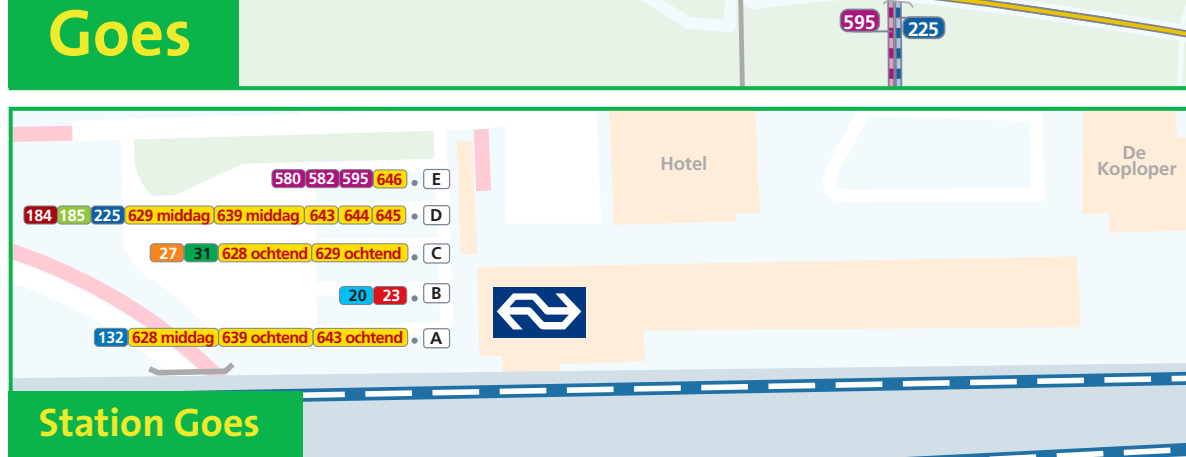 Goes
595
225
Hotel
De
Koploper
580 582 595 646 E
184 185 225 629 middag 639 middag 643 644 645 D
27 31 628 ochtend 629 ochtend C
20 23 B
132 628 middag 639 ochtend 643 ochtend A
Station Goes